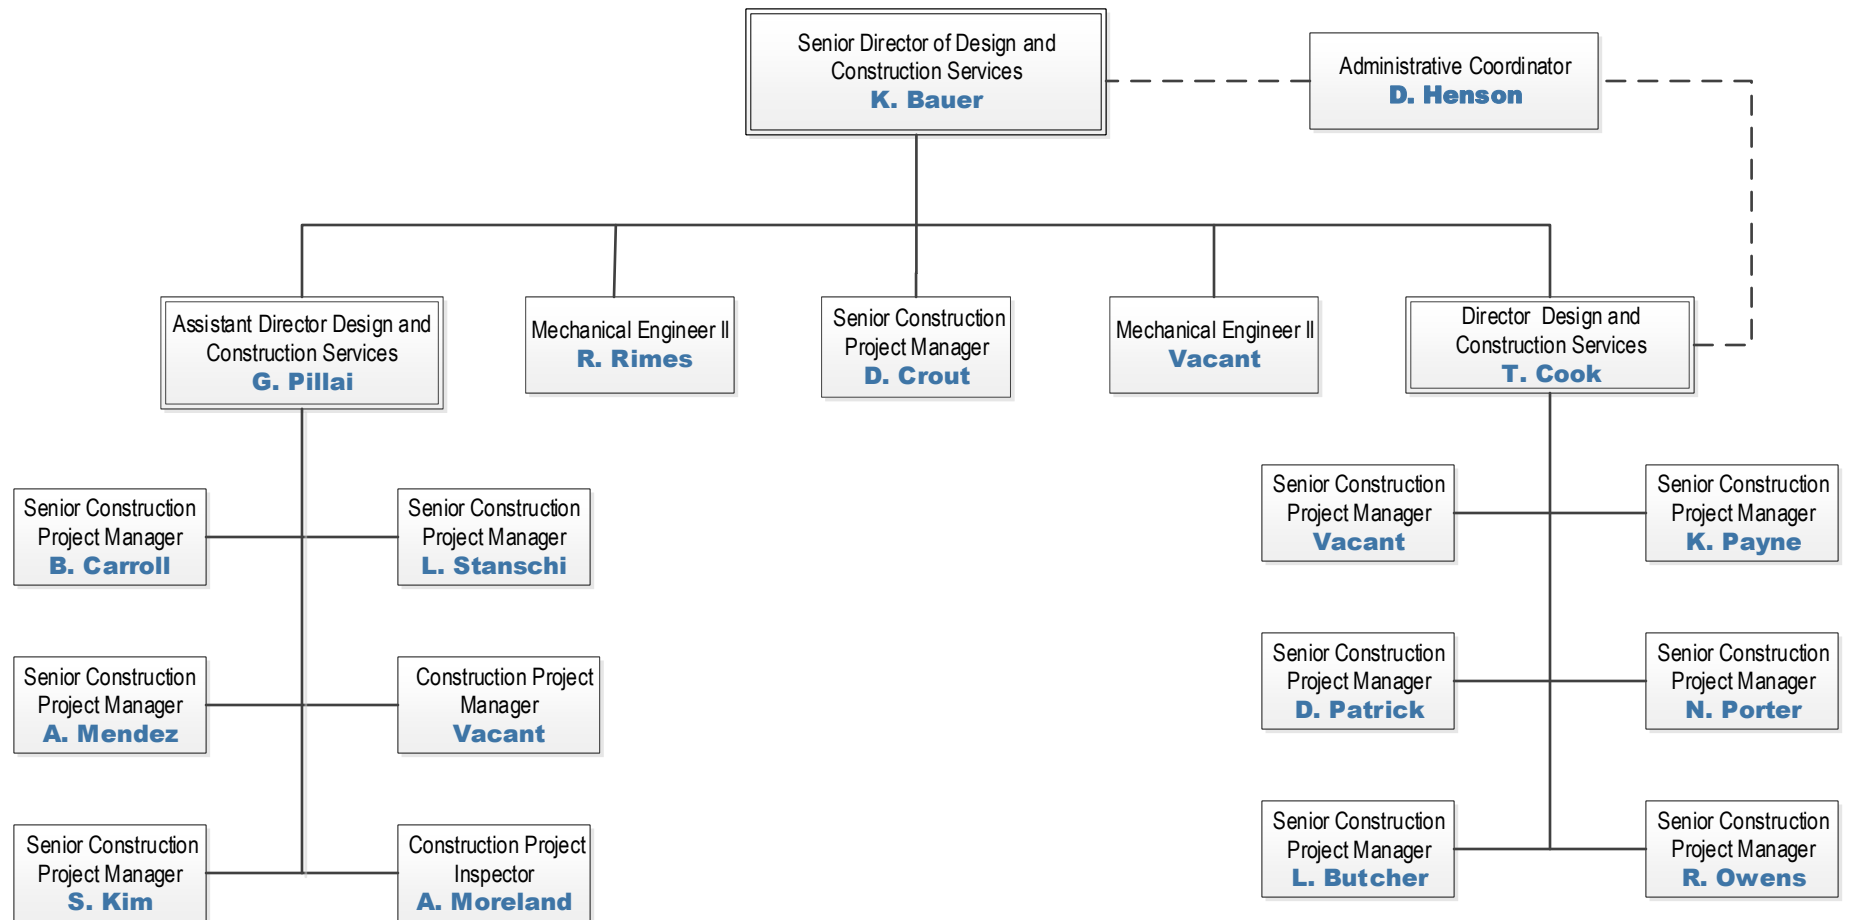 Senior Director of Design and
Construction Services
K. Bauer
Administrative Coordinator
D. Henson
Assistant Director Design and
Construction Services
G. Pillai
Mechanical Engineer II
R. Rimes
Senior Construction
Project Manager
D. Crout
Mechanical Engineer II
Vacant
Director Design and
Construction Services
T. Cook
Senior Construction
Project Manager
B. Carroll
Senior Construction
Project Manager
L. Stanschi
Senior Construction
Project Manager
Vacant
Senior Construction
Project Manager
K. Payne
Senior Construction
Project Manager
A. Mendez
Construction Project
Manager
Vacant
Senior Construction
Project Manager
D. Patrick
Senior Construction
Project Manager
N. Porter
Senior Construction
Project Manager
S. Kim
Construction Project
Inspector
A. Moreland
Senior Construction
Project Manager
L. Butcher
Senior Construction
Project Manager
R. Owens